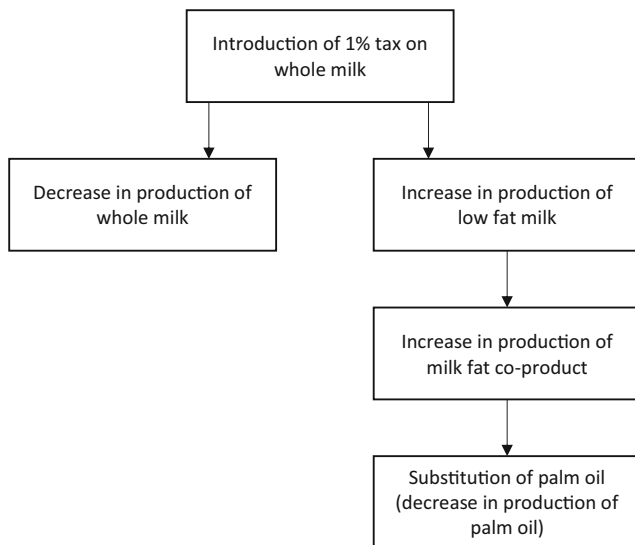 Introduction of 1% tax on
whole milk
Decrease in production of
whole milk
Increase in production of
low fat milk
Increase in production of
milk fat co-product
Substitution of palm oil
(decrease in production of
palm oil)